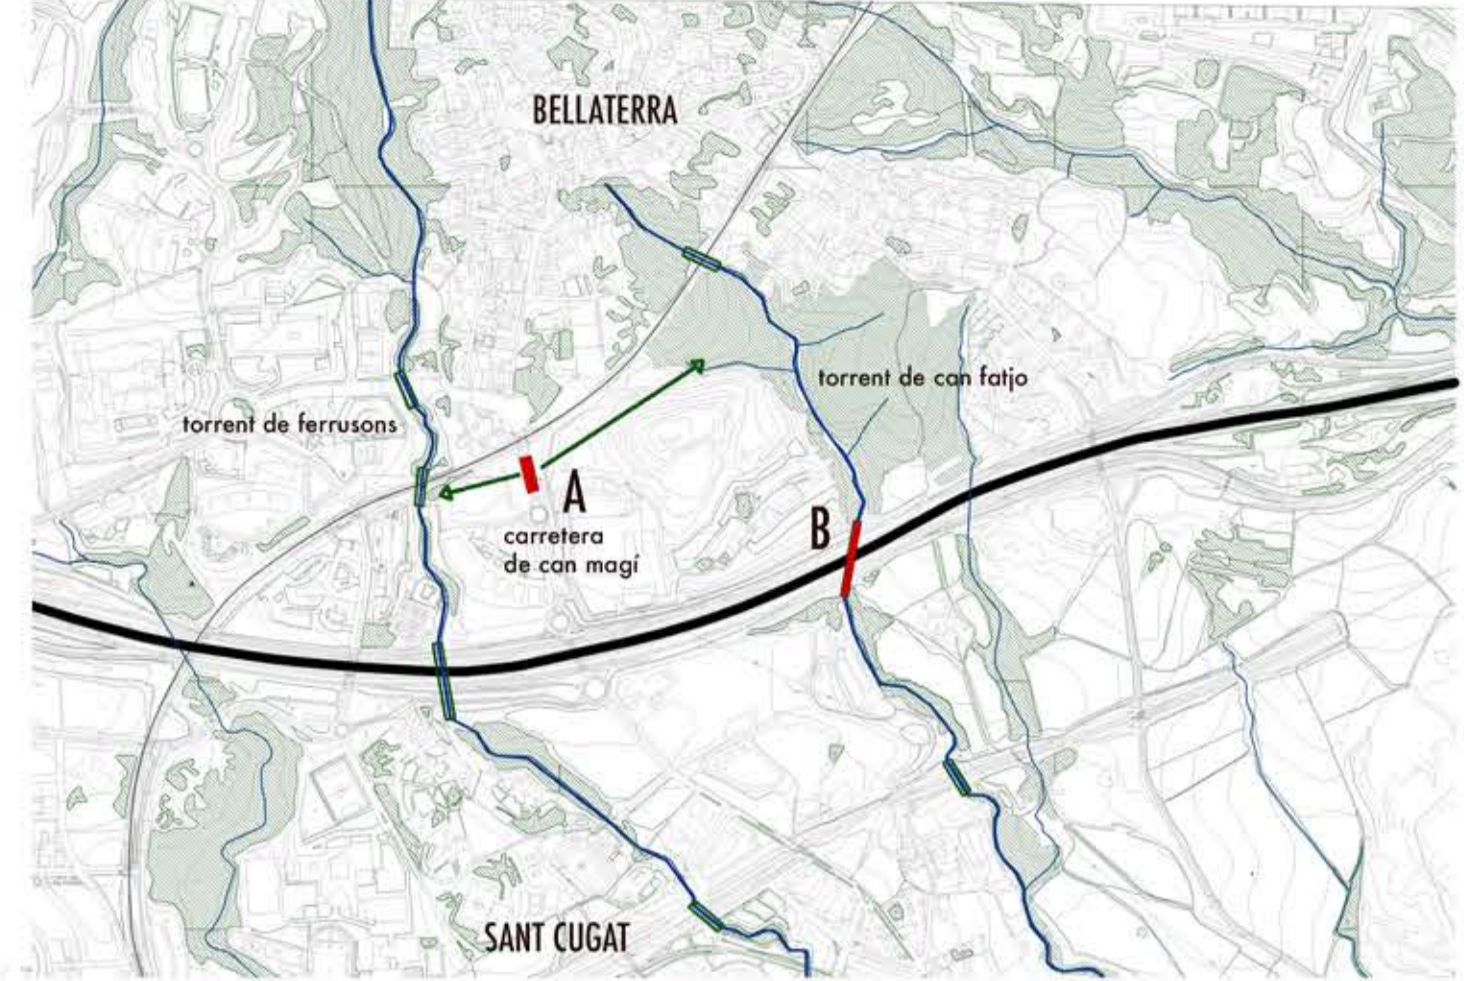 BELLATERRA
torrent de can fatjo
torrent de ferrusons
A
carretera
de can magí
B
SANT CUGAT